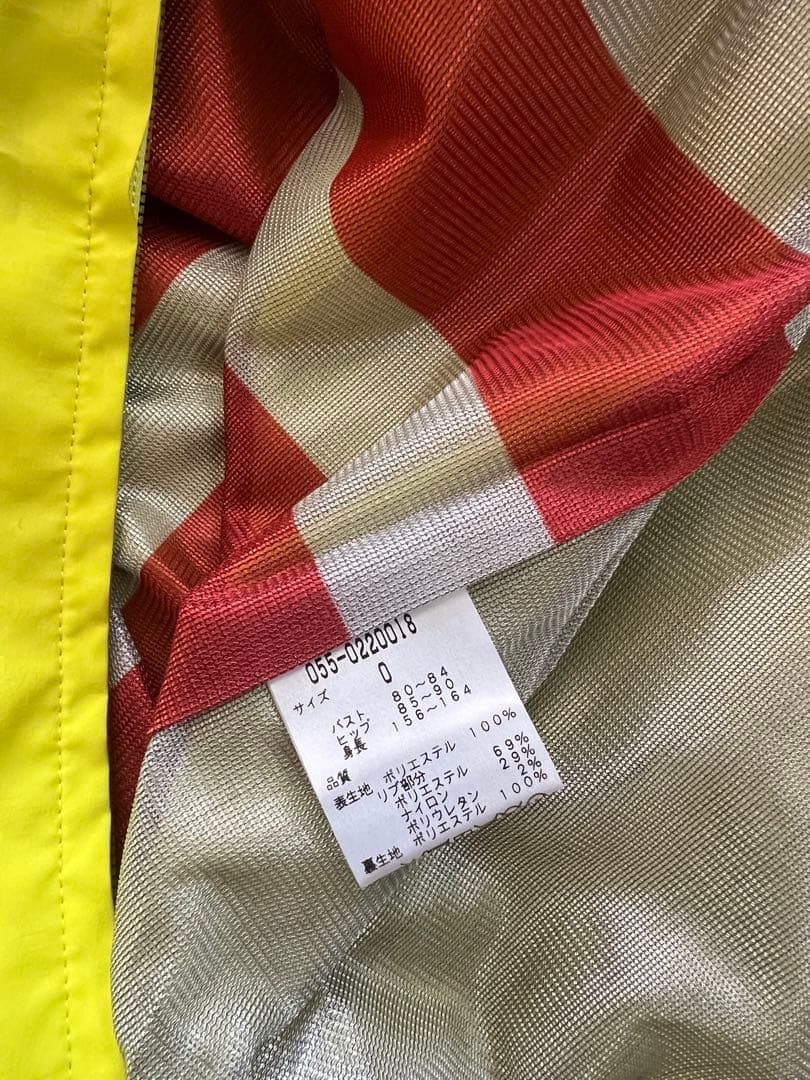 055-0220018
サイズ 0
バスト 80~84
ヒップ 85~90
身長 156~164
品質
表生地 ポリエステル 100%
リブ部分
ポリエステル 69%
ナイロン 29%
ポリウレタン 2%
裏生地 ポリエステル 100%